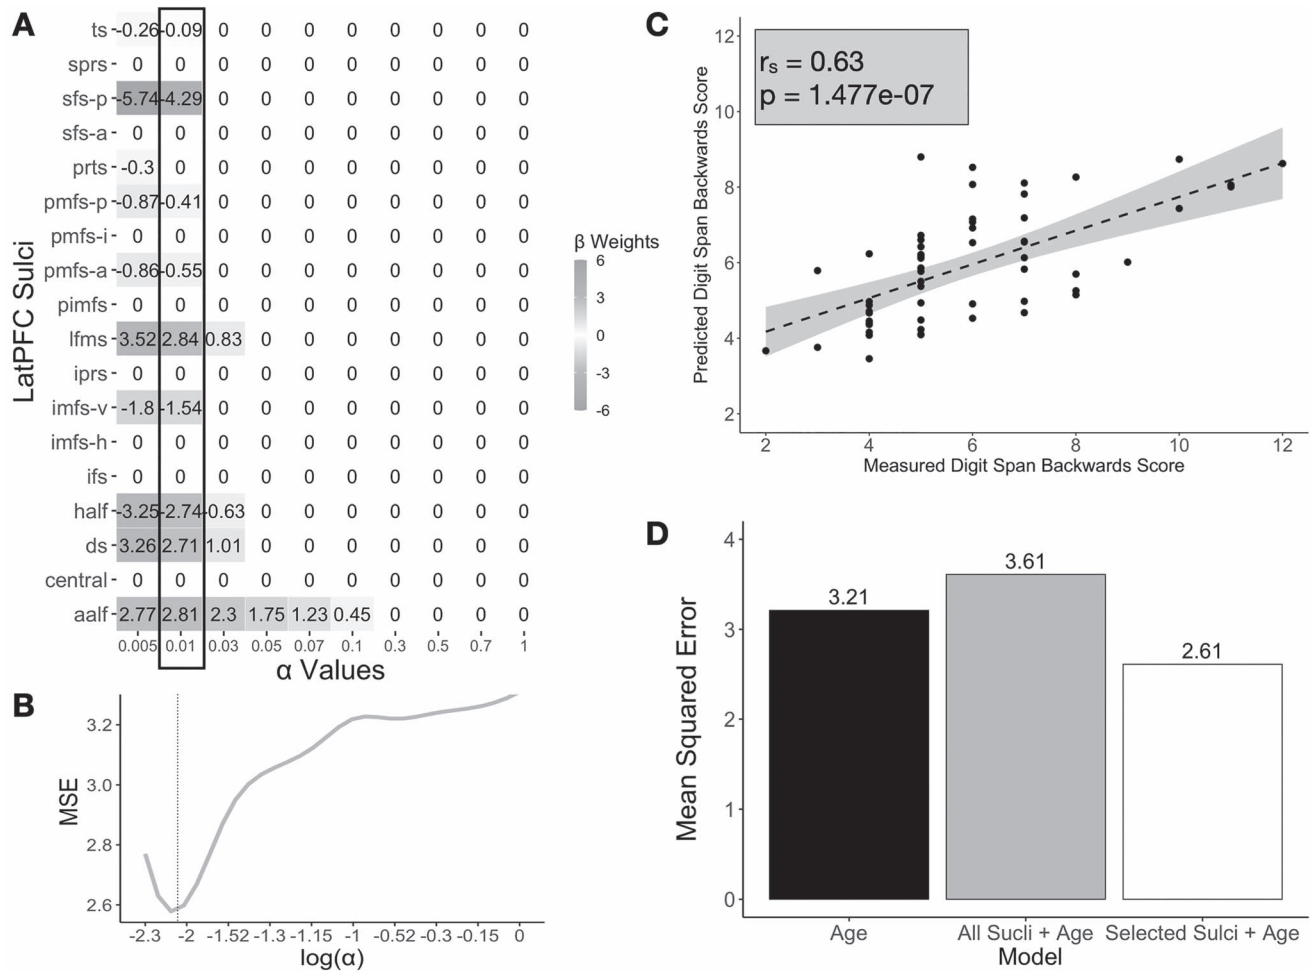 A
LatPFC Sulci
ts -0.26 -0.09 0 0 0 0 0 0 0 0
sprs 0 0 0 0 0 0 0 0 0 0
sfs-p -5.74 -4.29 0 0 0 0 0 0 0 0
sfs-a 0 0 0 0 0 0 0 0 0 0
prts -0.3 0 0 0 0 0 0 0 0 0
pmfs-p -0.87 -0.41 0 0 0 0 0 0 0 0
pmfs-i 0 0 0 0 0 0 0 0 0 0
pmfs-a -0.86 -0.55 0 0 0 0 0 0 0 0
pimfs 0 0 0 0 0 0 0 0 0 0
lfms 3.52 2.84 0.83 0 0 0 0 0 0 0
iprs 0 0 0 0 0 0 0 0 0 0
imfs-v -1.8 -1.54 0 0 0 0 0 0 0 0
imfs-h 0 0 0 0 0 0 0 0 0 0
ifs 0 0 0 0 0 0 0 0 0 0
half -3.25 -2.74 -0.63 0 0 0 0 0 0 0
ds 3.26 2.71 1.01 0 0 0 0 0 0 0
central 0 0 0 0 0 0 0 0 0 0
aalf 2.77 2.81 2.3 1.75 1.23 0.45 0 0 0 0
0.005 0.01 0.03 0.05 0.07 0.1 0.3 0.5 0.7 1
α Values
β Weights
6
3
0
-3
-6
B
MSE
3.2
3.0
2.8
2.6
-2.3 -2 -1.52 -1.3 -1.15 -1 -0.52 -0.3 -0.15 0
log(α)
C
rs = 0.63
p = 1.477e-07
Predicted Digit Span Backwards Score
12
10
8
6
4
2
2 4 6 8 10 12
Measured Digit Span Backwards Score
D
Mean Squared Error
4
3
2
1
0
3.21
3.61
2.61
Age All Sucli + Age Selected Sulci + Age
Model